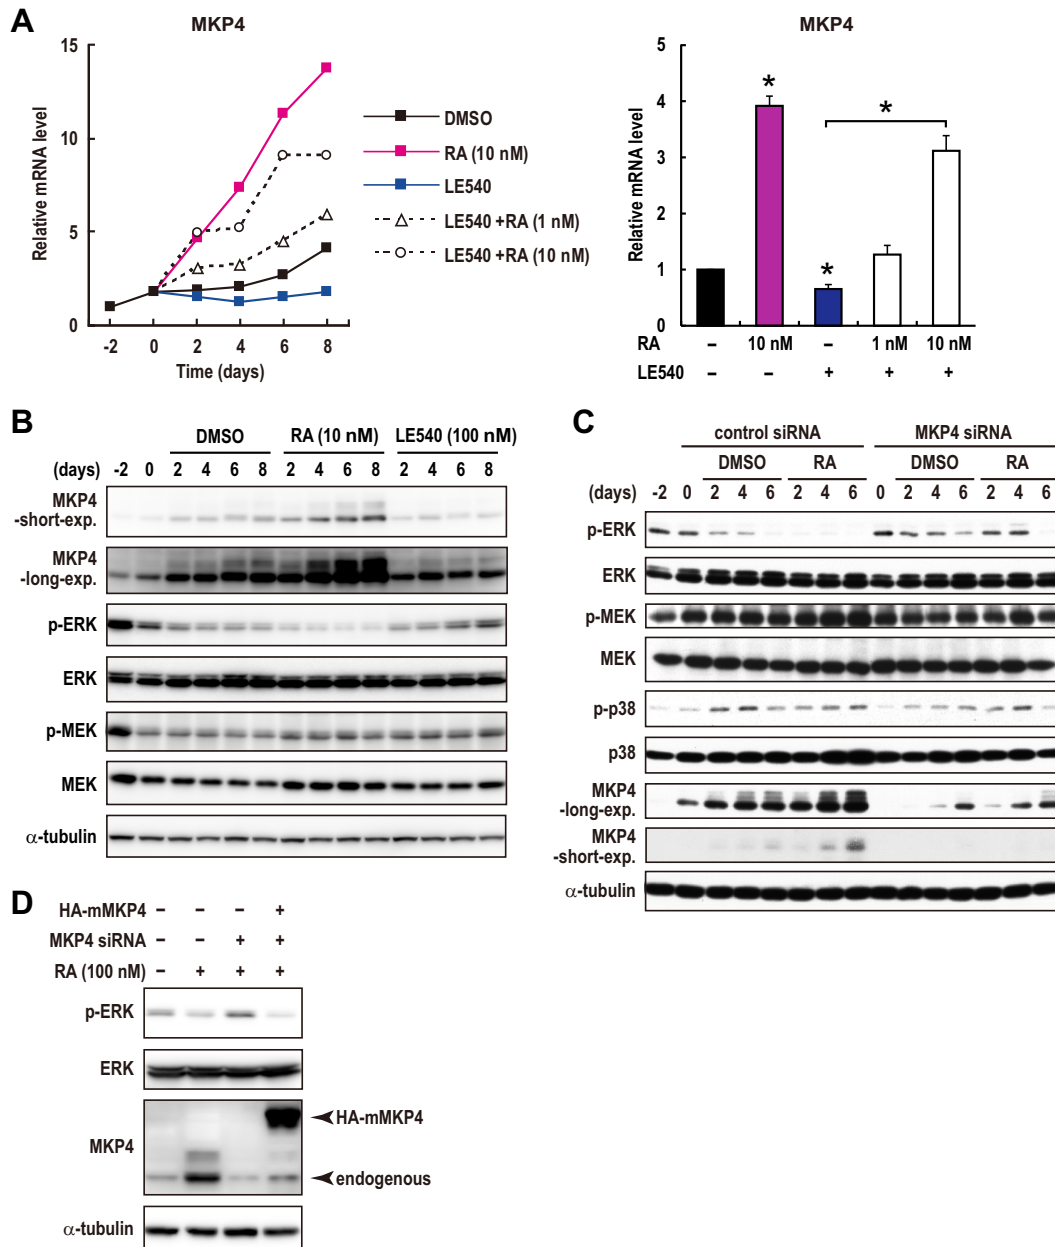 A
MKP4
15
10
5
0
Relative mRNA level
-2 0 2 4 6 8
Time (days)
DMSO
RA (10 nM)
LE540
LE540 +RA (1 nM)
LE540 +RA (10 nM)
MKP4
5
4
3
2
1
0
Relative mRNA level
* * *
RA – 10 nM – 1 nM 10 nM
LE540 – – + + +
B
DMSO RA (10 nM) LE540 (100 nM)
(days) -2 0 2 4 6 8 2 4 6 8 2 4 6 8
MKP4
-short-exp.
MKP4
-long-exp.
p-ERK
ERK
p-MEK
MEK
α-tubulin
C
control siRNA MKP4 siRNA
DMSO RA DMSO RA
(days) -2 0 2 4 6 2 4 6 0 2 4 6 2 4 6
p-ERK
ERK
p-MEK
MEK
p-p38
p38
MKP4
-long-exp.
MKP4
-short-exp.
α-tubulin
D
HA-mMKP4 – – – +
MKP4 siRNA – – + +
RA (100 nM) – + + +
p-ERK
ERK
MKP4
HA-mMKP4
endogenous
α-tubulin